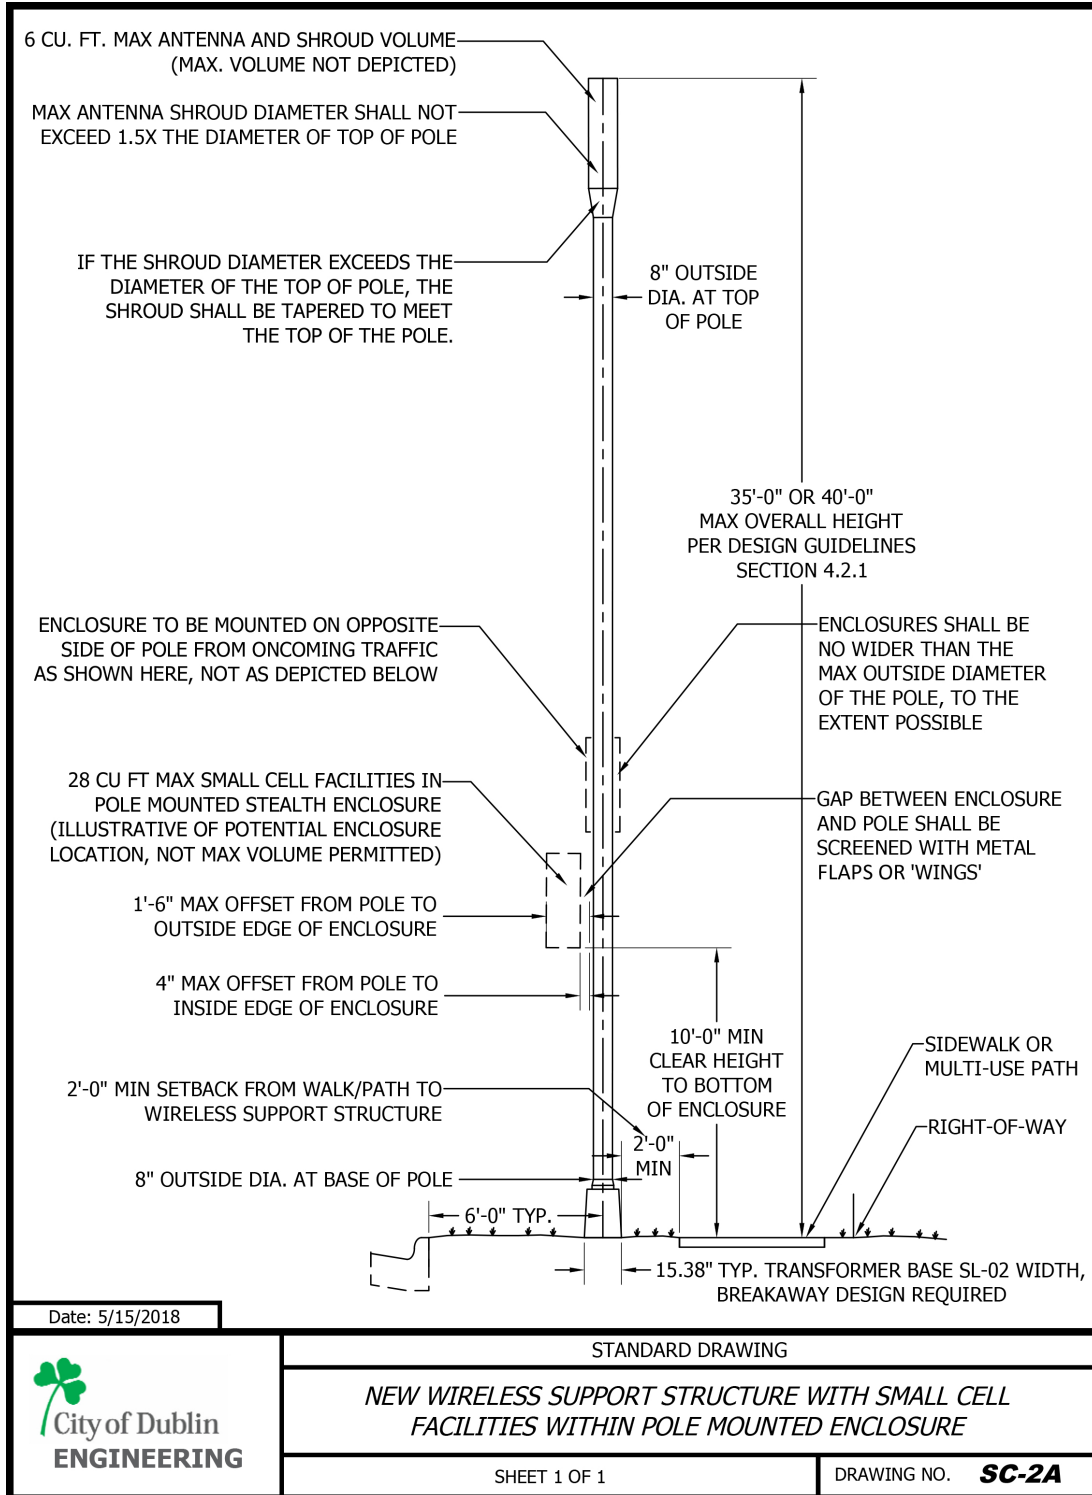 6 CU. FT. MAX ANTENNA AND SHROUD VOLUME
(MAX. VOLUME NOT DEPICTED)
MAX ANTENNA SHROUD DIAMETER SHALL NOT
EXCEED 1.5X THE DIAMETER OF TOP OF POLE
IF THE SHROUD DIAMETER EXCEEDS THE
DIAMETER OF THE TOP OF POLE, THE
SHROUD SHALL BE TAPERED TO MEET
THE TOP OF THE POLE.
8" OUTSIDE
DIA. AT TOP
OF POLE
35'-0" OR 40'-0"
MAX OVERALL HEIGHT
PER DESIGN GUIDELINES
SECTION 4.2.1
ENCLOSURE TO BE MOUNTED ON OPPOSITE
SIDE OF POLE FROM ONCOMING TRAFFIC
AS SHOWN HERE, NOT AS DEPICTED BELOW
ENCLOSURES SHALL BE
NO WIDER THAN THE
MAX OUTSIDE DIAMETER
OF THE POLE, TO THE
EXTENT POSSIBLE
28 CU FT MAX SMALL CELL FACILITIES IN
POLE MOUNTED STEALTH ENCLOSURE
(ILLUSTRATIVE OF POTENTIAL ENCLOSURE
LOCATION, NOT MAX VOLUME PERMITTED)
GAP BETWEEN ENCLOSURE
AND POLE SHALL BE
SCREENED WITH METAL
FLAPS OR 'WINGS'
1'-6" MAX OFFSET FROM POLE TO
OUTSIDE EDGE OF ENCLOSURE
4" MAX OFFSET FROM POLE TO
INSIDE EDGE OF ENCLOSURE
10'-0" MIN
CLEAR HEIGHT
TO BOTTOM
OF ENCLOSURE
SIDEWALK OR
MULTI-USE PATH
2'-0" MIN SETBACK FROM WALK/PATH TO
WIRELESS SUPPORT STRUCTURE
RIGHT-OF-WAY
2'-0"
MIN
8" OUTSIDE DIA. AT BASE OF POLE
6'-0" TYP.
15.38" TYP. TRANSFORMER BASE SL-02 WIDTH,
BREAKAWAY DESIGN REQUIRED
Date: 5/15/2018
City of Dublin
ENGINEERING
STANDARD DRAWING
NEW WIRELESS SUPPORT STRUCTURE WITH SMALL CELL
FACILITIES WITHIN POLE MOUNTED ENCLOSURE
SHEET 1 OF 1
DRAWING NO. SC-2A